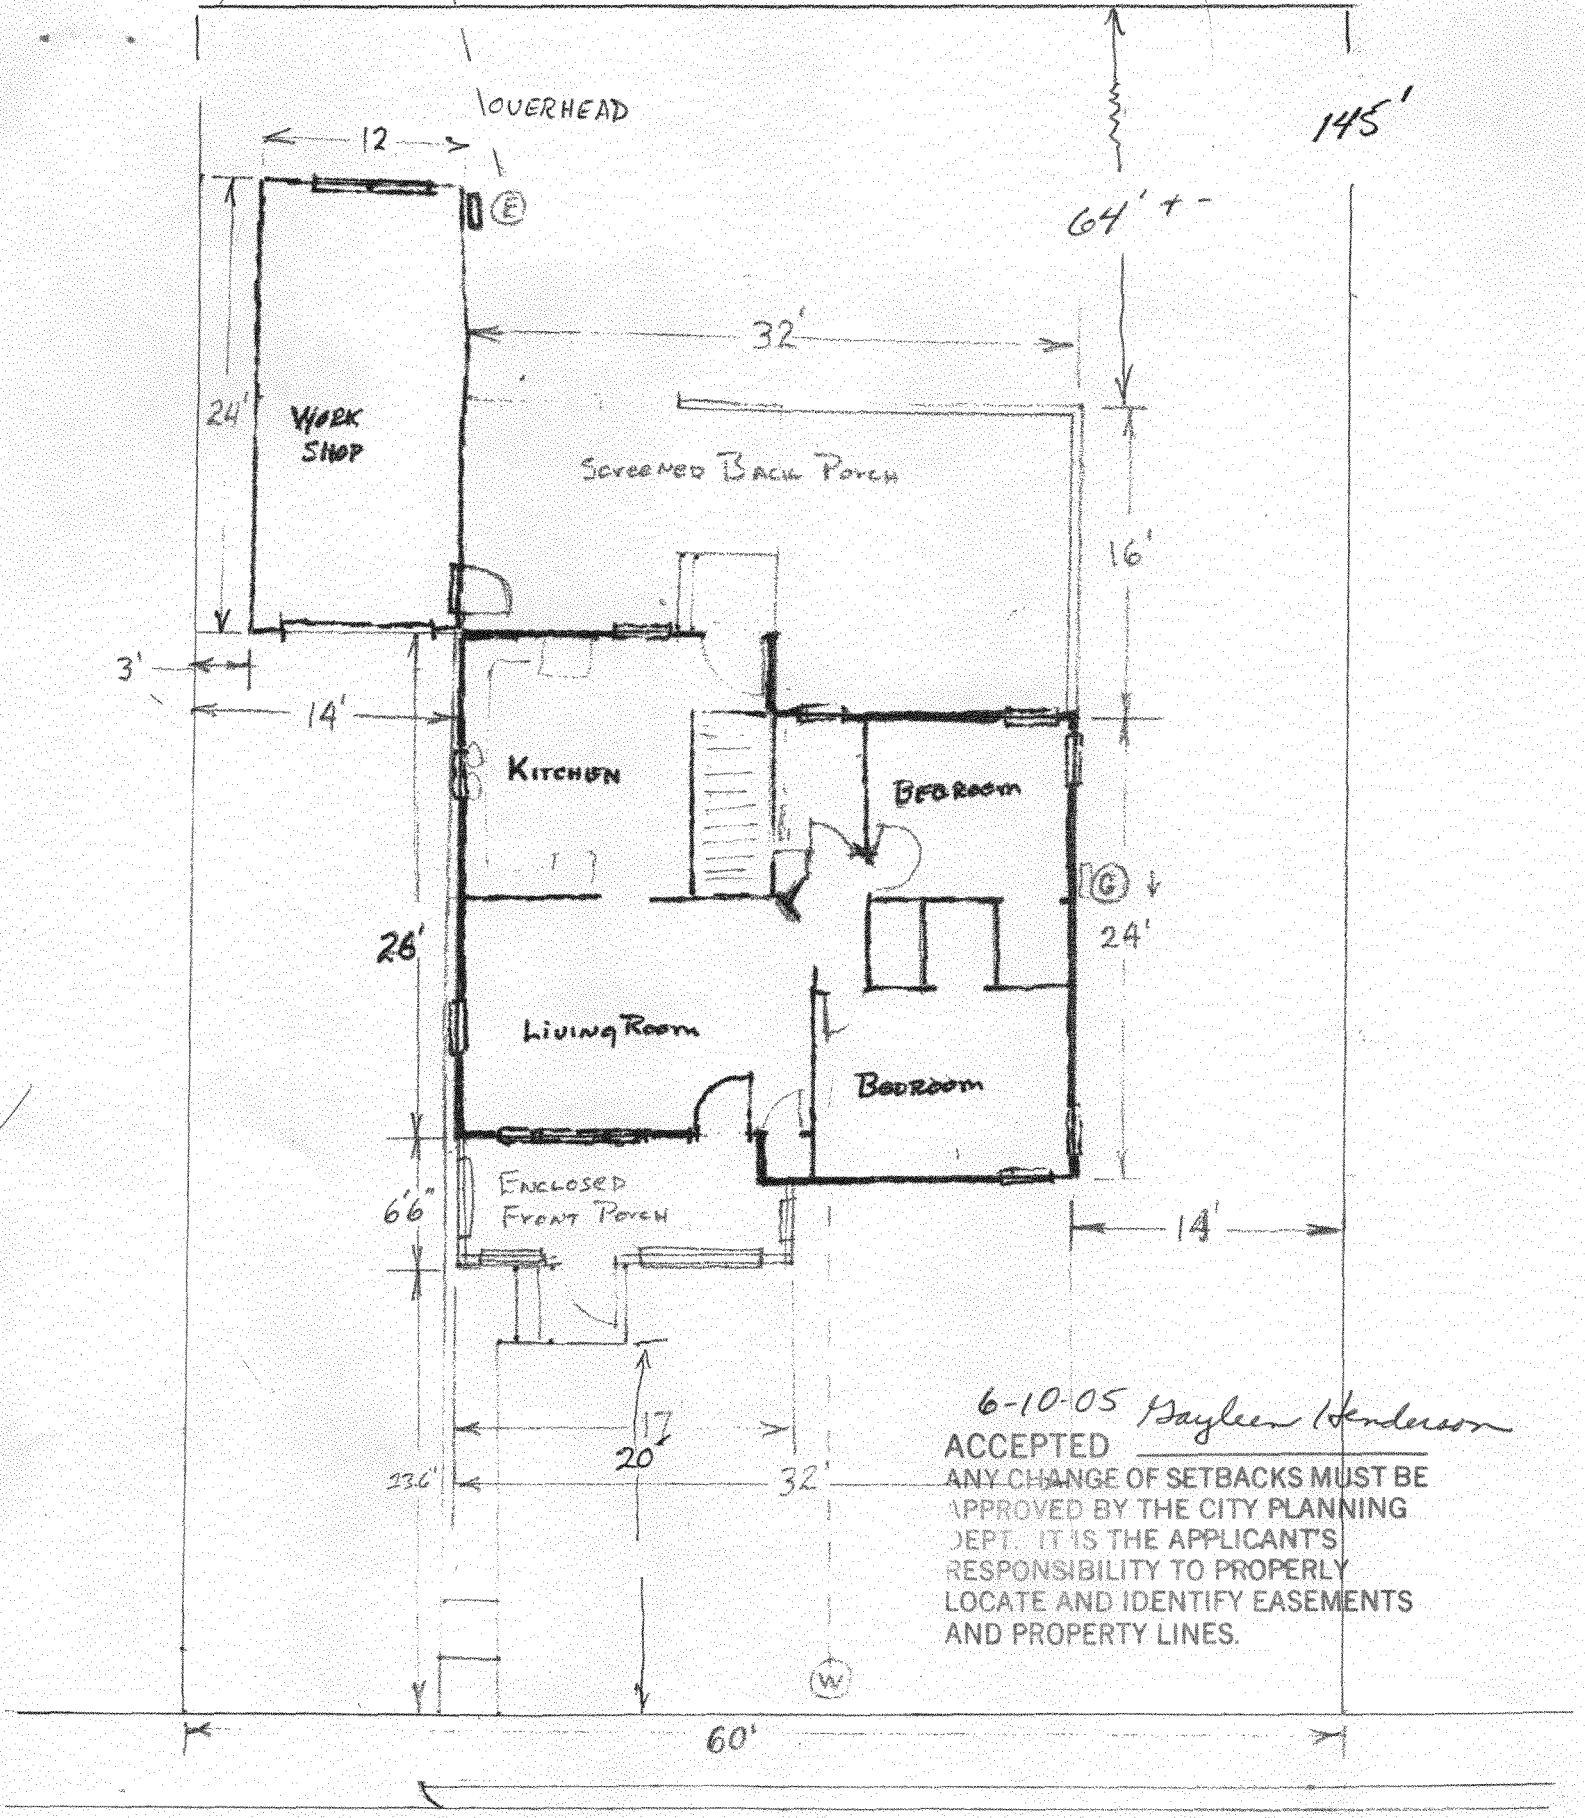 OVERHEAD
145'
12
E
64' + -
32'
24'
WORK
SHOP
SCREENED BACK PORCH
16'
3'
14'
KITCHEN
BEDROOM
G
24'
26'
LIVING ROOM
BEDROOM
ENCLOSED
FRONT PORCH
6'6"
14'
6-10-05 Gayleen Henderson
17'
ACCEPTED
20'
23.6'
32'
ANY CHANGE OF SETBACKS MUST BE
APPROVED BY THE CITY PLANNING
DEPT. IT IS THE APPLICANT'S
RESPONSIBILITY TO PROPERLY
LOCATE AND IDENTIFY EASEMENTS
AND PROPERTY LINES.
W
60'